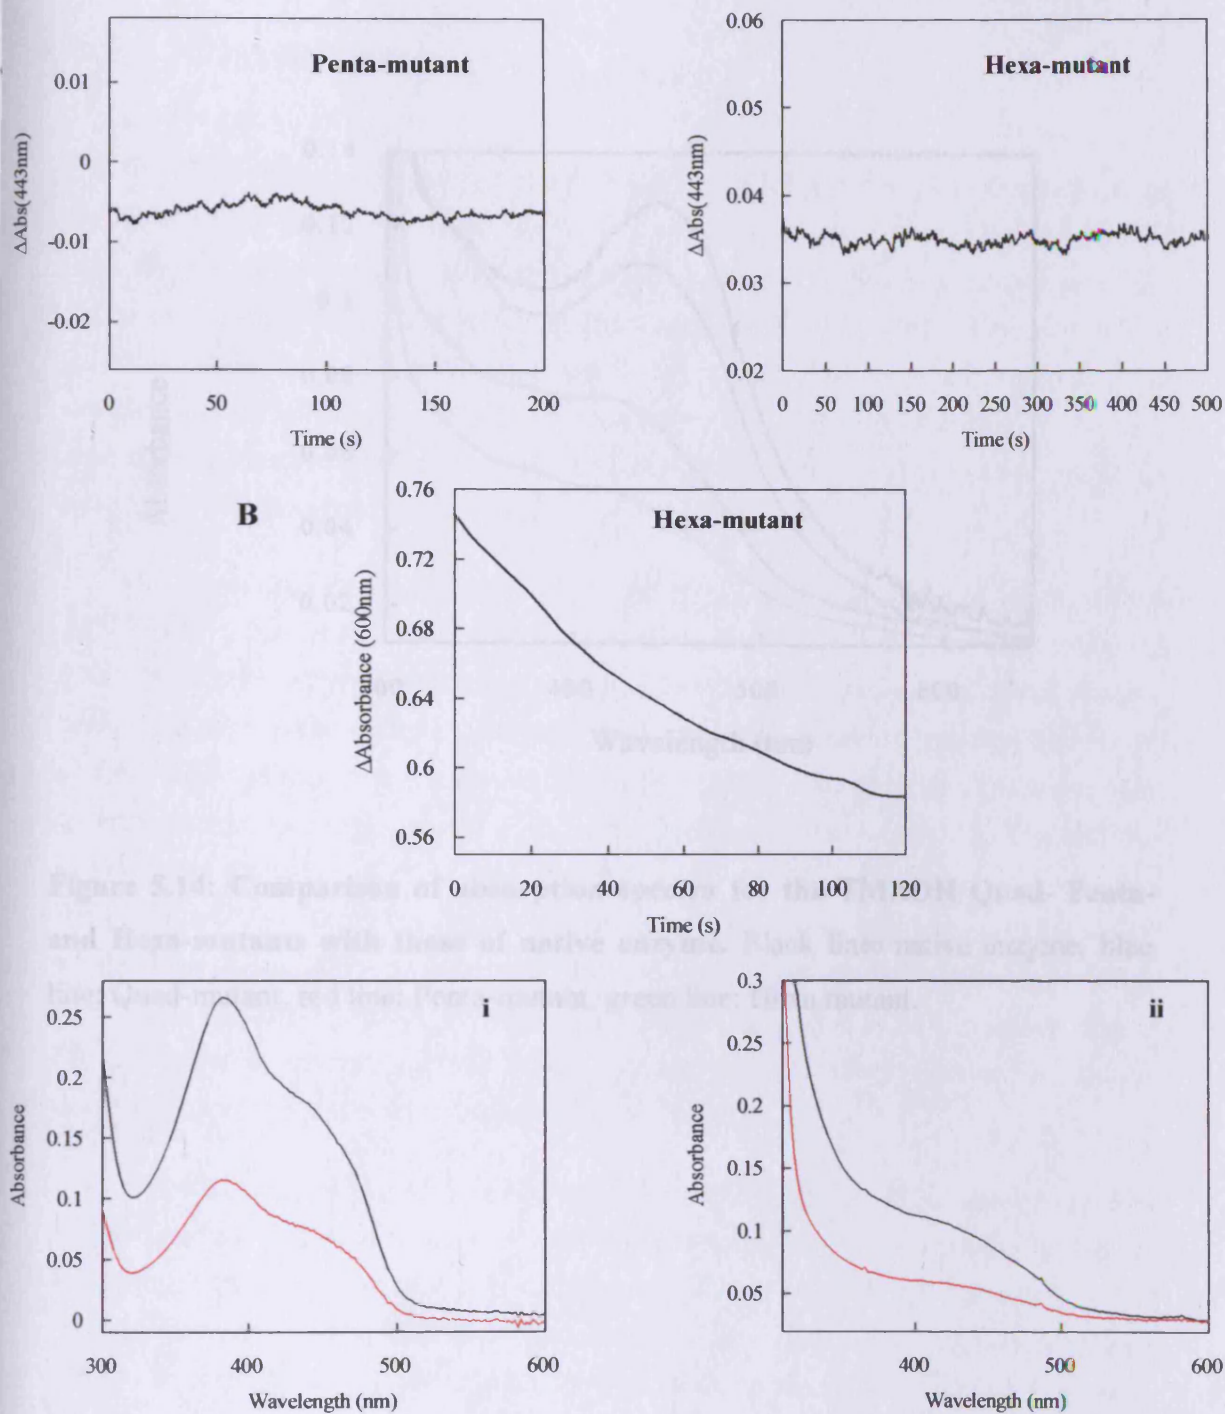 Penta-mutant
ΔAbs(443nm)
0.01
0
-0.01
-0.02
0 50 100 150 200
Time (s)
Hexa-mutant
ΔAbs(443nm)
0.06
0.05
0.04
0.03
0.02
0 50 100 150 200 250 300 350 400 450 500
Time (s)
B
Hexa-mutant
ΔAbsorbance (600nm)
0.76
0.72
0.68
0.64
0.6
0.56
0 20 40 60 80 100 120
Time (s)
Figure 5.14: Comparison of absorption spectra for the TMADH Quad- Penta-
and Hexa-mutants with those of native enzyme. Black line: native enzyme, blue
line: Quad-mutant, red line: Penta-mutant, green line: Hexa mutant.
i
Absorbance
0.25
0.2
0.15
0.1
0.05
0
300 400 500 600
Wavelength (nm)
ii
Absorbance
0.3
0.25
0.2
0.15
0.1
0.05
400 500 600
Wavelength (nm)